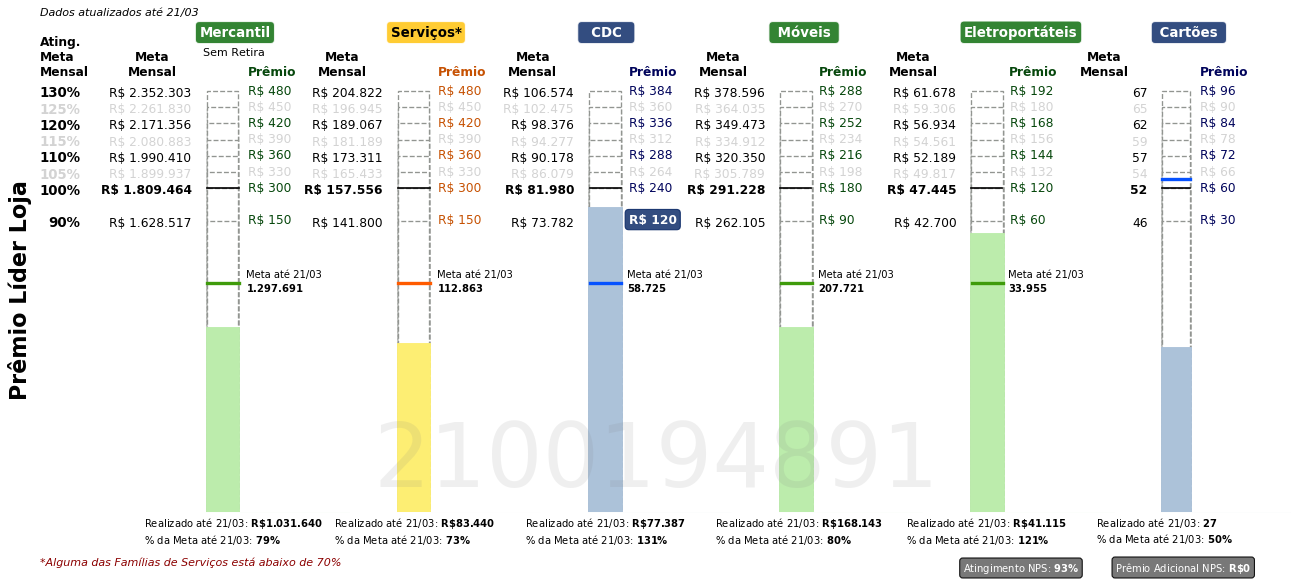 Dados atualizados até 21/03
Mercantil Serviços* CDC Móveis Eletroportáteis Cartões
Sem Retira
Ating. Meta Mensal
Meta Mensal Prêmio Meta Mensal Prêmio Meta Mensal Prêmio Meta Mensal Prêmio Meta Mensal Prêmio Meta Mensal Prêmio
130% R$ 2.352.303 R$ 480 R$ 204.822 R$ 480 R$ 106.574 R$ 384 R$ 378.596 R$ 288 R$ 61.678 R$ 192 67 R$ 96
125% R$ 2.261.830 R$ 450 R$ 196.945 R$ 450 R$ 102.475 R$ 360 R$ 364.035 R$ 270 R$ 59.306 R$ 180 65 R$ 90
120% R$ 2.171.356 R$ 420 R$ 189.067 R$ 420 R$ 98.376 R$ 336 R$ 349.473 R$ 252 R$ 56.934 R$ 168 62 R$ 84
115% R$ 2.080.883 R$ 390 R$ 181.189 R$ 390 R$ 94.277 R$ 312 R$ 334.912 R$ 234 R$ 54.561 R$ 156 59 R$ 78
110% R$ 1.990.410 R$ 360 R$ 173.311 R$ 360 R$ 90.178 R$ 288 R$ 320.350 R$ 216 R$ 52.189 R$ 144 57 R$ 72
105% R$ 1.899.937 R$ 330 R$ 165.433 R$ 330 R$ 86.079 R$ 264 R$ 305.789 R$ 198 R$ 49.817 R$ 132 54 R$ 66
100% R$ 1.809.464 R$ 300 R$ 157.556 R$ 300 R$ 81.980 R$ 240 R$ 291.228 R$ 180 R$ 47.445 R$ 120 52 R$ 60
90% R$ 1.628.517 R$ 150 R$ 141.800 R$ 150 R$ 73.782 R$ 120 R$ 262.105 R$ 90 R$ 42.700 R$ 60 46 R$ 30
Prêmio Líder Loja
Meta até 21/03 Meta até 21/03 Meta até 21/03 Meta até 21/03 Meta até 21/03
1.297.691 112.863 58.725 207.721 33.955
2100194891
Realizado até 21/03: R$1.031.640 Realizado até 21/03: R$83.440 Realizado até 21/03: R$77.387 Realizado até 21/03: R$168.143 Realizado até 21/03: R$41.115 Realizado até 21/03: 27
% da Meta até 21/03: 79% % da Meta até 21/03: 73% % da Meta até 21/03: 131% % da Meta até 21/03: 80% % da Meta até 21/03: 121% % da Meta até 21/03: 50%
*Alguma das Famílias de Serviços está abaixo de 70%
Atingimento NPS: 93% Prêmio Adicional NPS: R$0